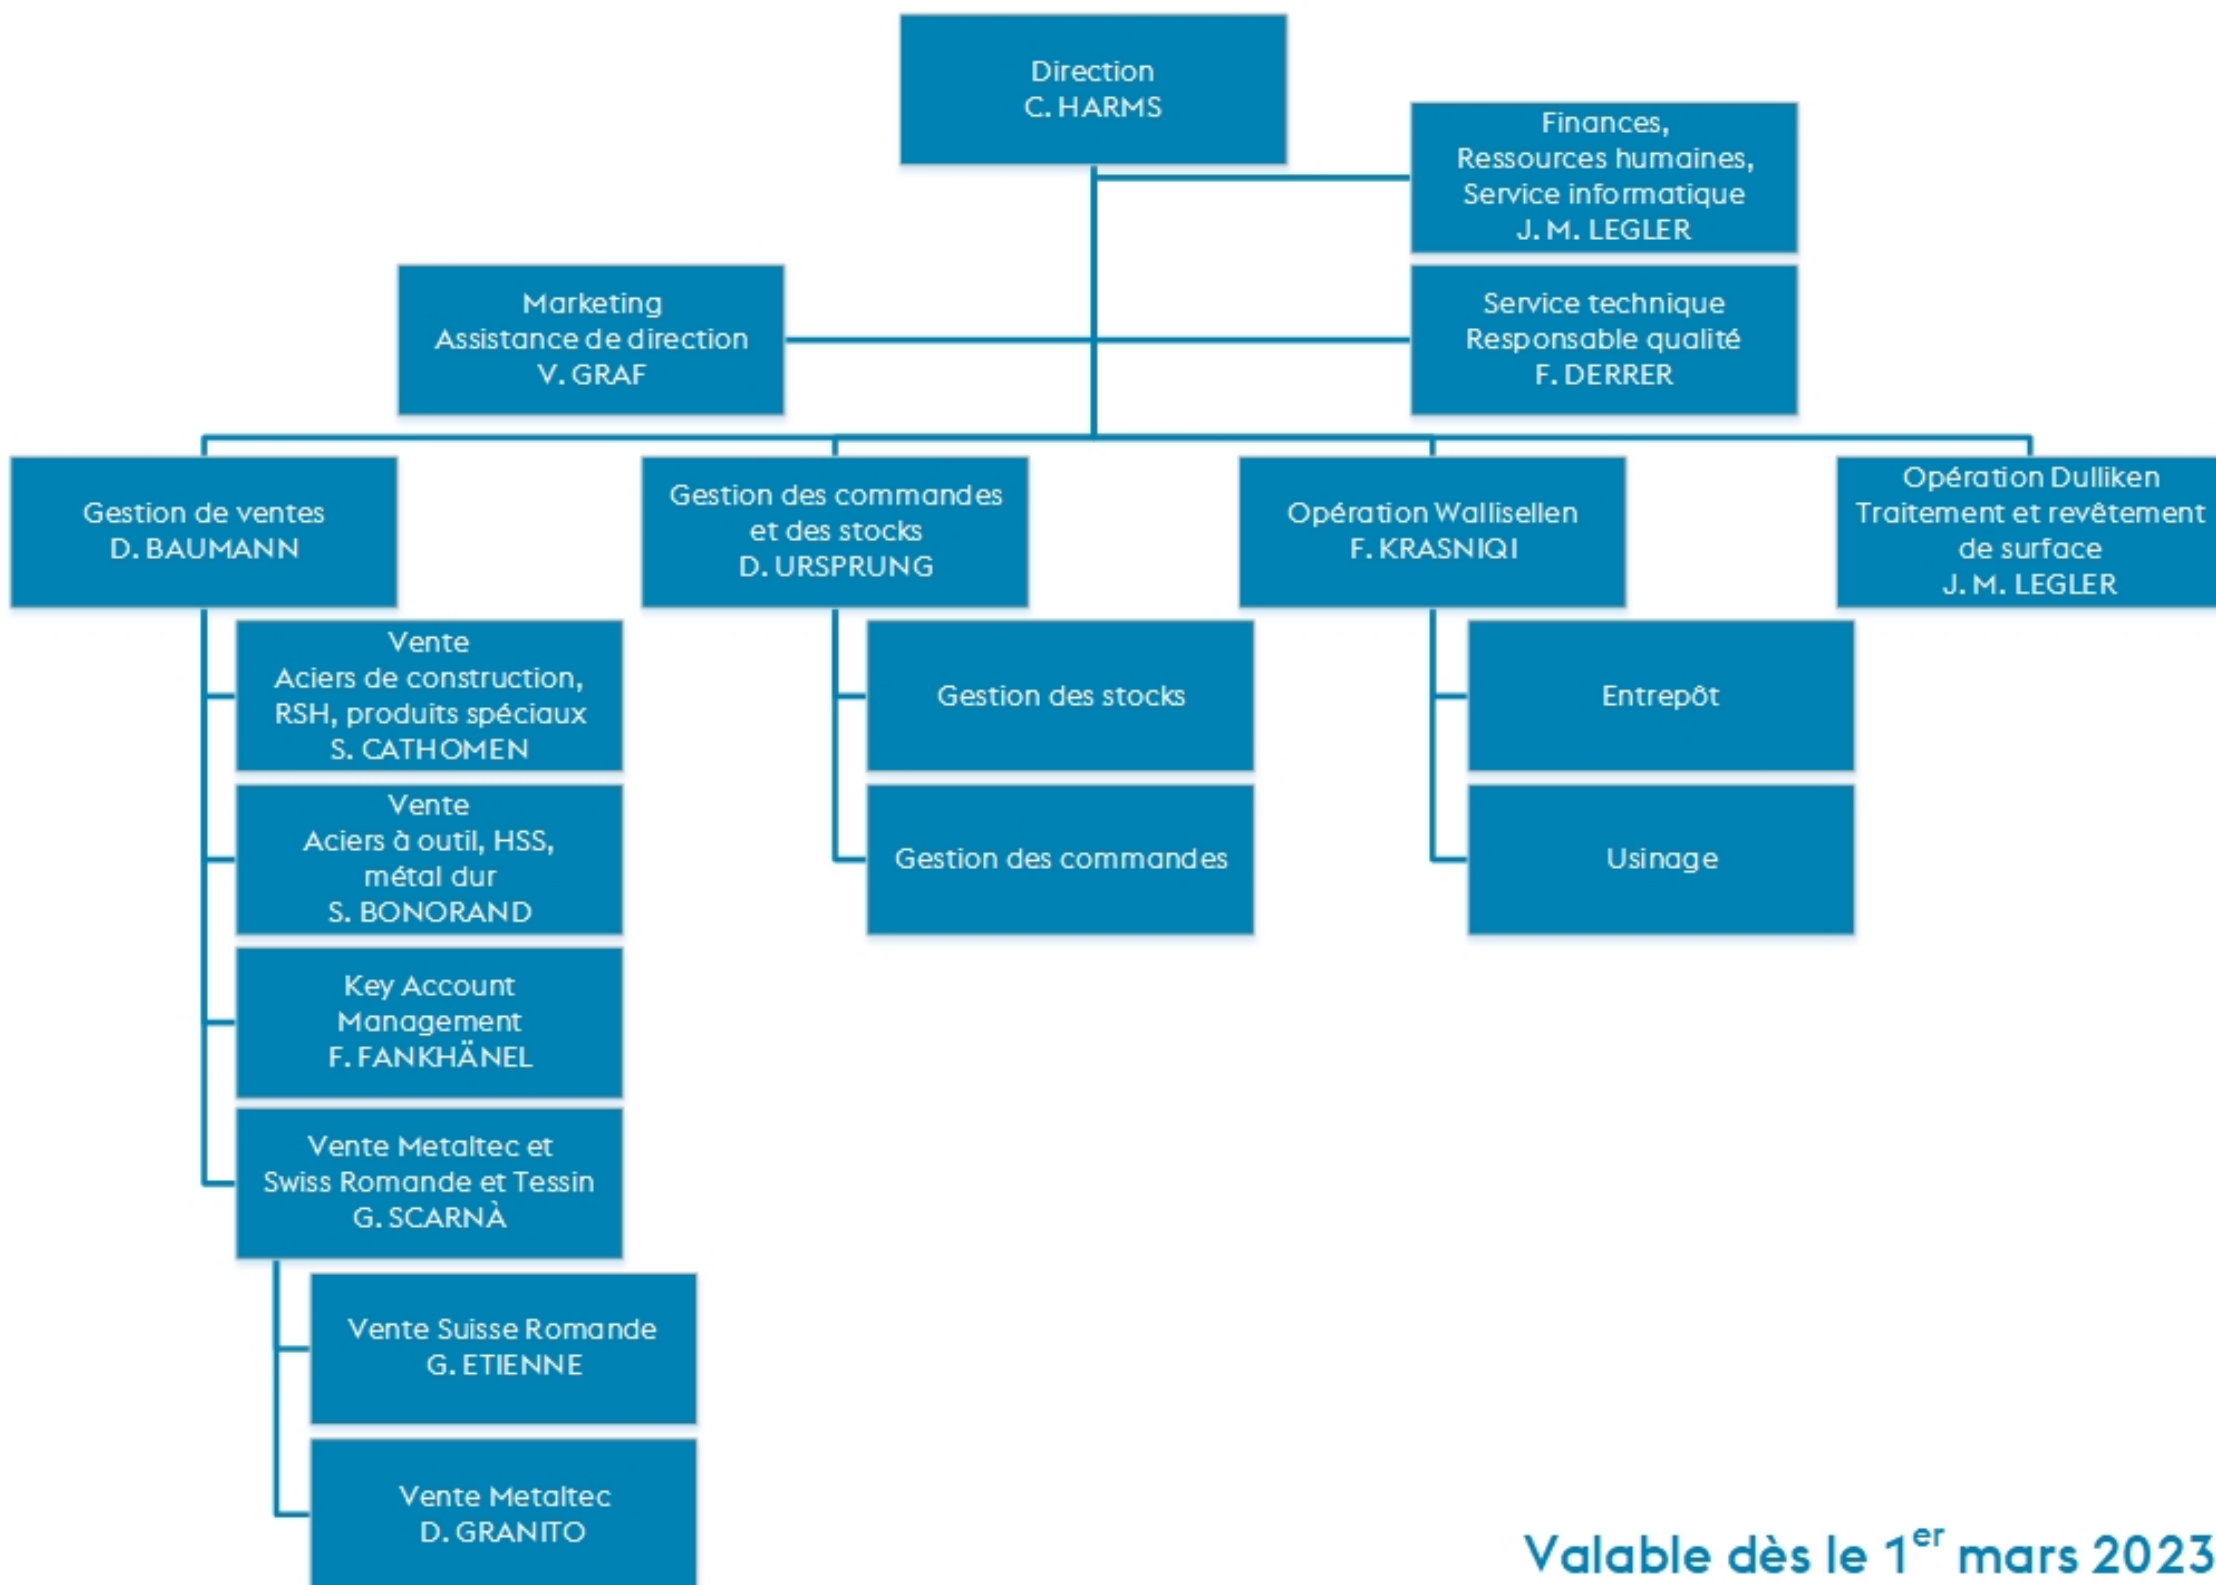 Direction
C. HARMS
Finances,
Ressources humaines,
Service informatique
J. M. LEGLER
Marketing
Assistance de direction
V. GRAF
Service technique
Responsable qualité
F. DERRER
Gestion de ventes
D. BAUMANN
Gestion des commandes
et des stocks
D. URSPRUNG
Opération Wallisellen
F. KRASNIQI
Opération Dulliken
Traitement et revêtement
de surface
J. M. LEGLER
Vente
Aciers de construction,
RSH, produits spéciaux
S. CATHOMEN
Gestion des stocks
Entrepôt
Vente
Aciers à outil, HSS,
métal dur
S. BONORAND
Gestion des commandes
Usinage
Key Account
Management
F. FANKHÄNEL
Vente Metaltec et
Swiss Romande et Tessin
G. SCARNÀ
Vente Suisse Romande
G. ETIENNE
Vente Metaltec
D. GRANITO
Valable dès le 1er mars 2023